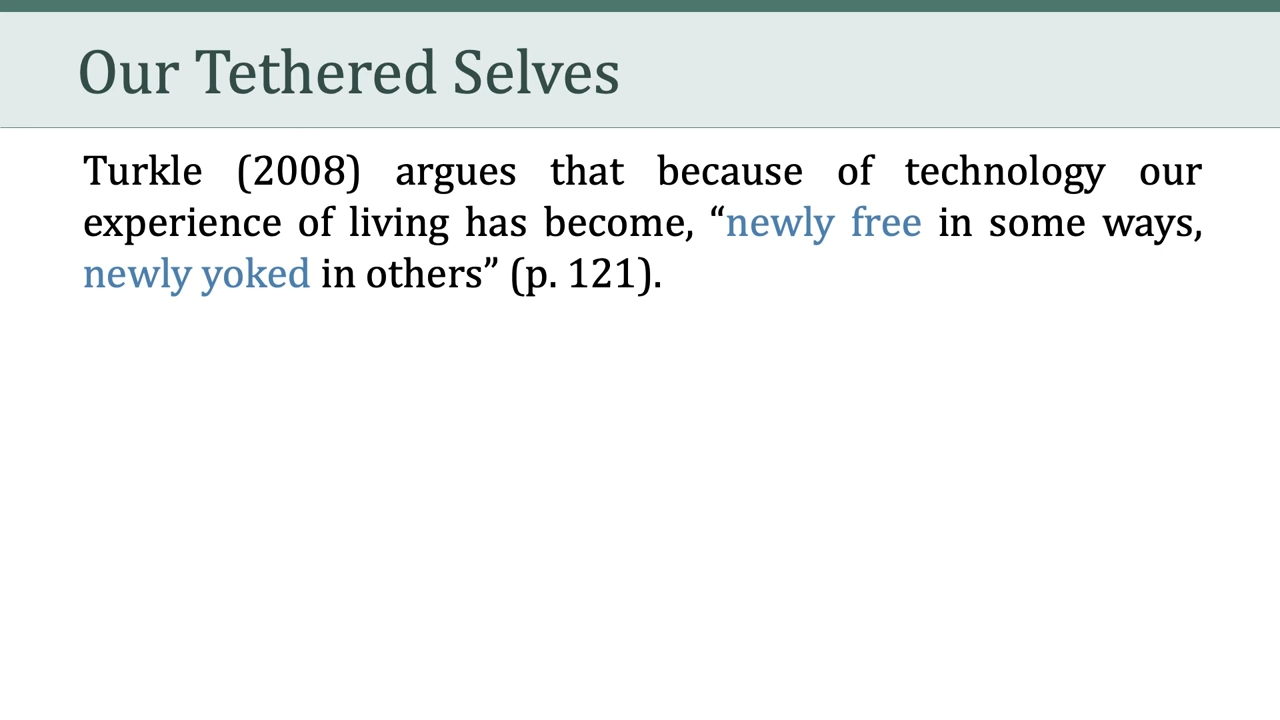 Our Tethered Selves
Turkle (2008) argues that because of technology our
experience of living has become, “newly free in some ways,
newly yoked in others” (p. 121).